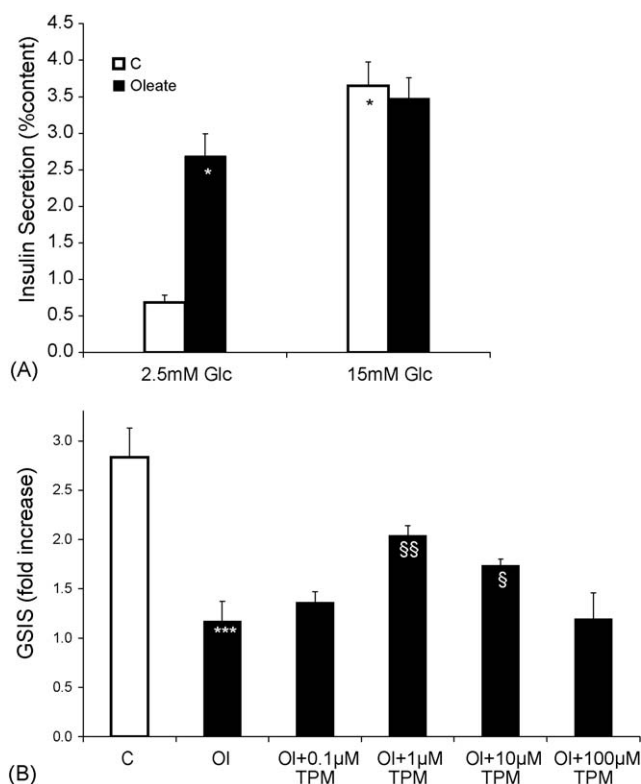 4.5
4.0
3.5
3.0
2.5
2.0
1.5
1.0
0.5
0.0
Insulin Secretion (%content)
C
Oleate
*
*
2.5mM Glc
15mM Glc
(A)
3.0
2.5
2.0
1.5
1.0
0.5
0.0
GSIS (fold increase)
***
§§
§
C
Ol
Ol+0.1µM
TPM
Ol+1µM
TPM
Ol+10µM
TPM
Ol+100µM
TPM
(B)